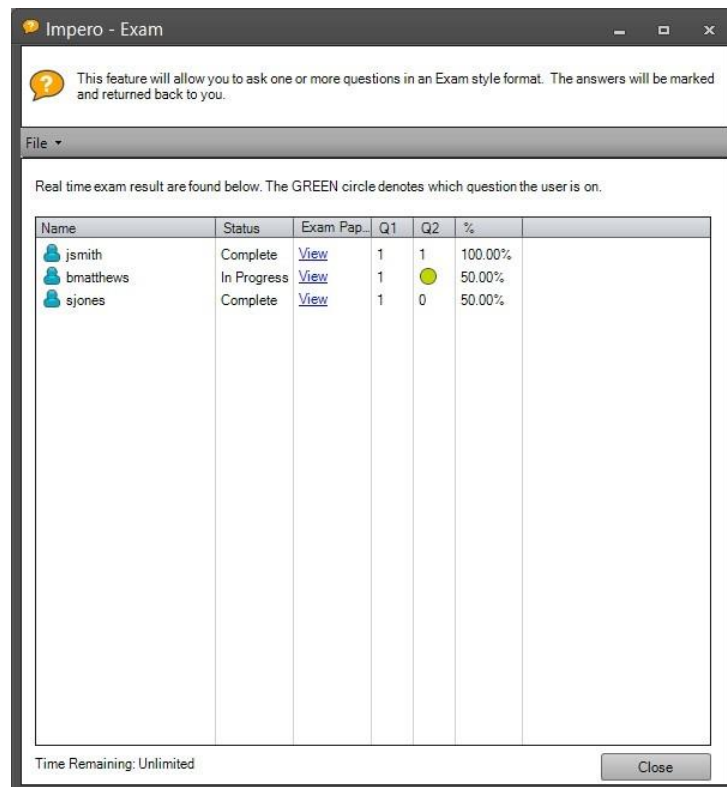 Impero - Exam
This feature will allow you to ask one or more questions in an Exam style format. The answers will be marked
and returned back to you.
File
Real time exam result are found below. The GREEN circle denotes which question the user is on.
Name Status Exam Pap... Q1 Q2 %
jsmith Complete View 1 1 100.00%
bmatthews In Progress View 1 50.00%
sjones Complete View 1 0 50.00%
Time Remaining: Unlimited Close